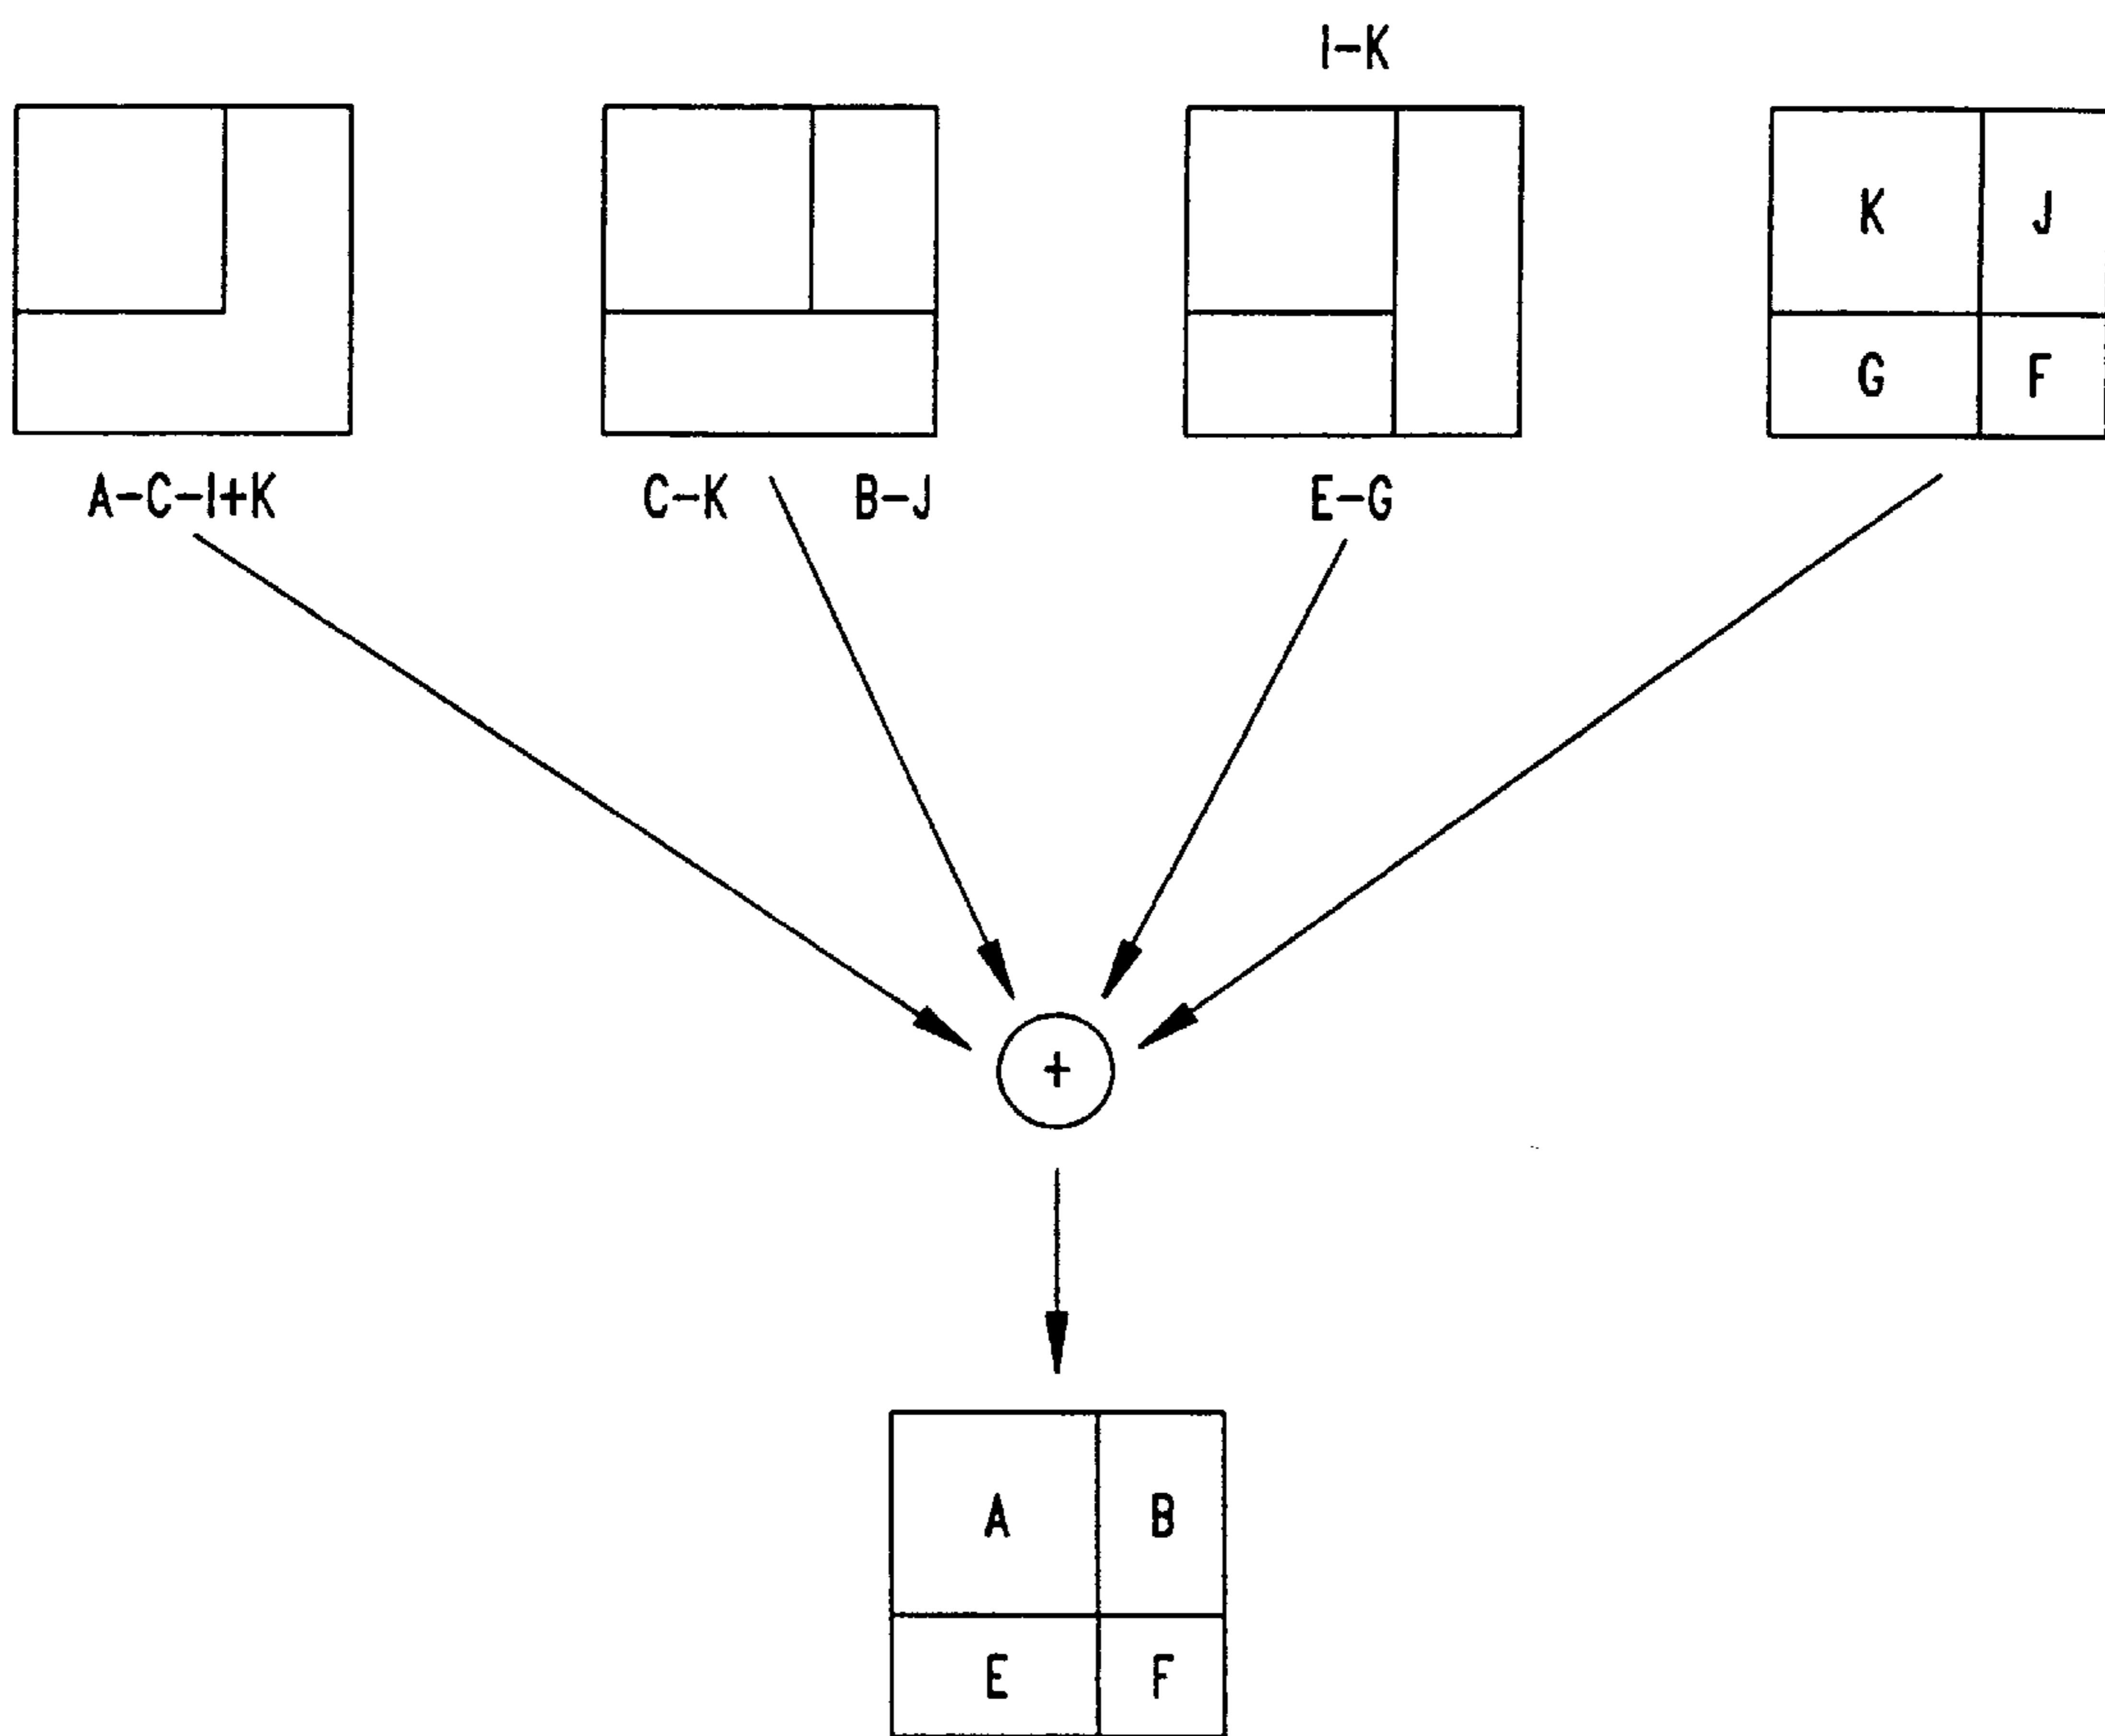 I-K
K J
G F
A-C-I+K C-K B-J E-G
+
A B
E F